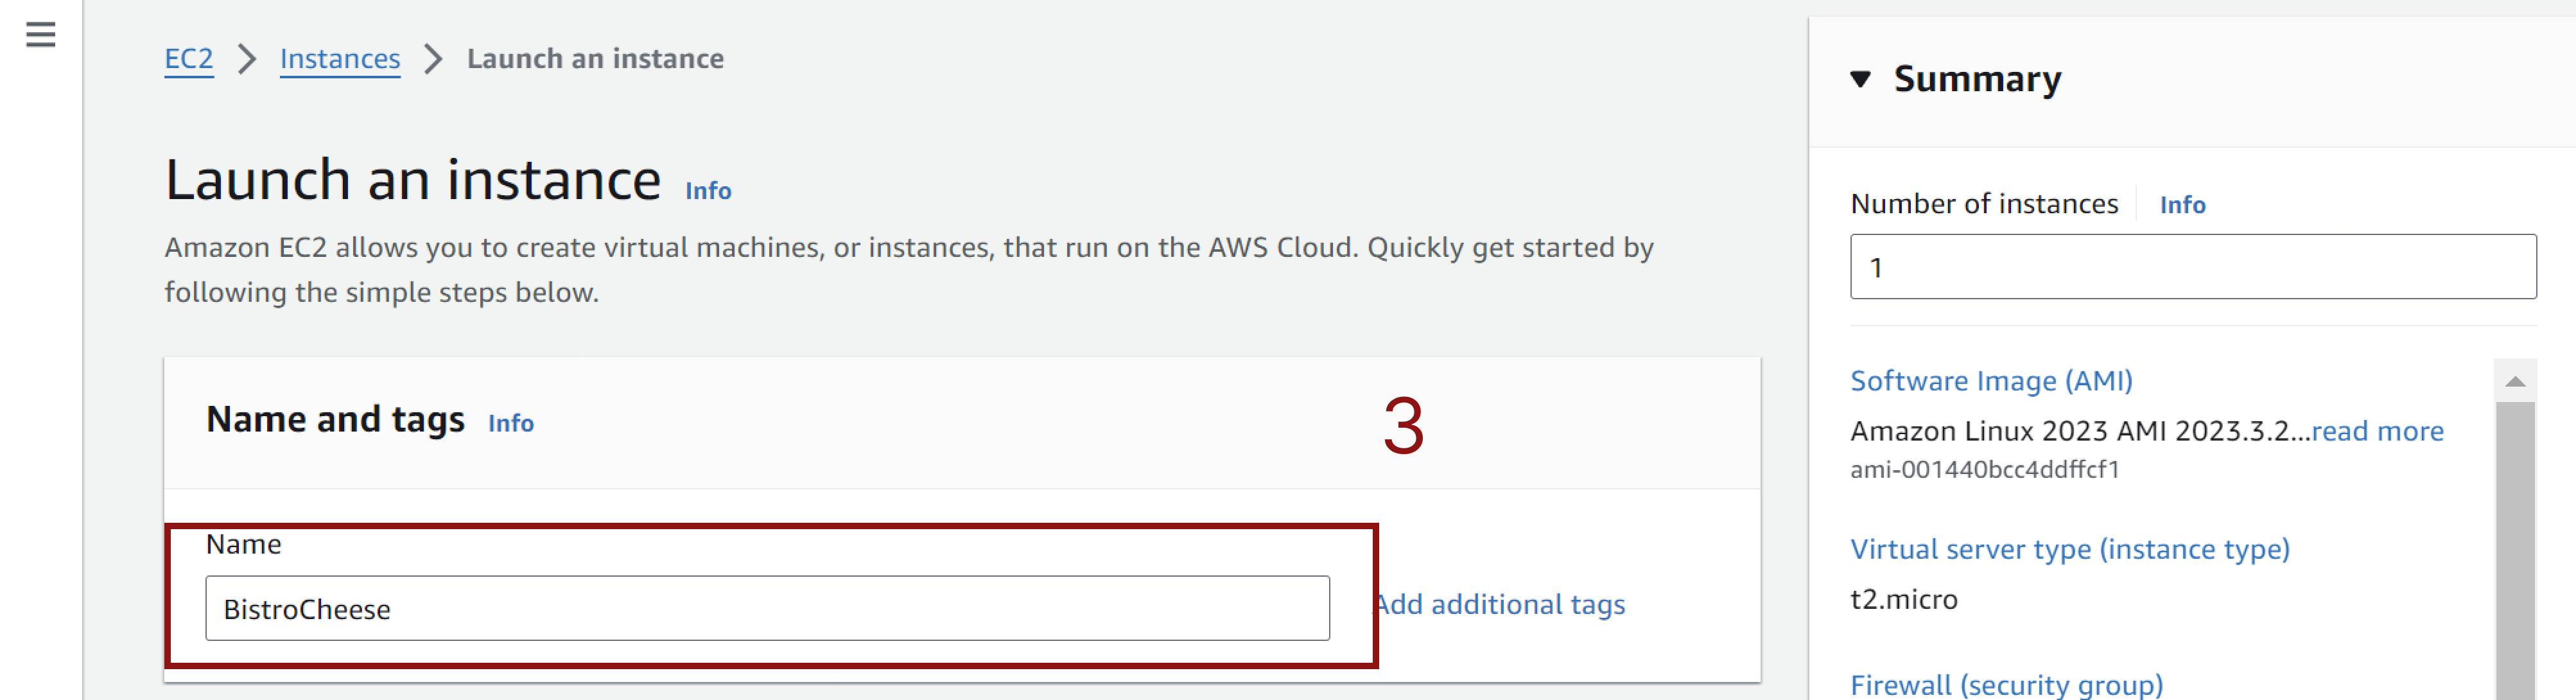 EC2 > Instances > Launch an instance
Launch an instance Info
Amazon EC2 allows you to create virtual machines, or instances, that run on the AWS Cloud. Quickly get started by
following the simple steps below.
Name and tags Info
3
Name
BistroCheese
Add additional tags
Summary
Number of instances Info
1
Software Image (AMI)
Amazon Linux 2023 AMI 2023.3.2...read more
ami-001440bcc4ddffcf1
Virtual server type (instance type)
t2.micro
Firewall (security group)